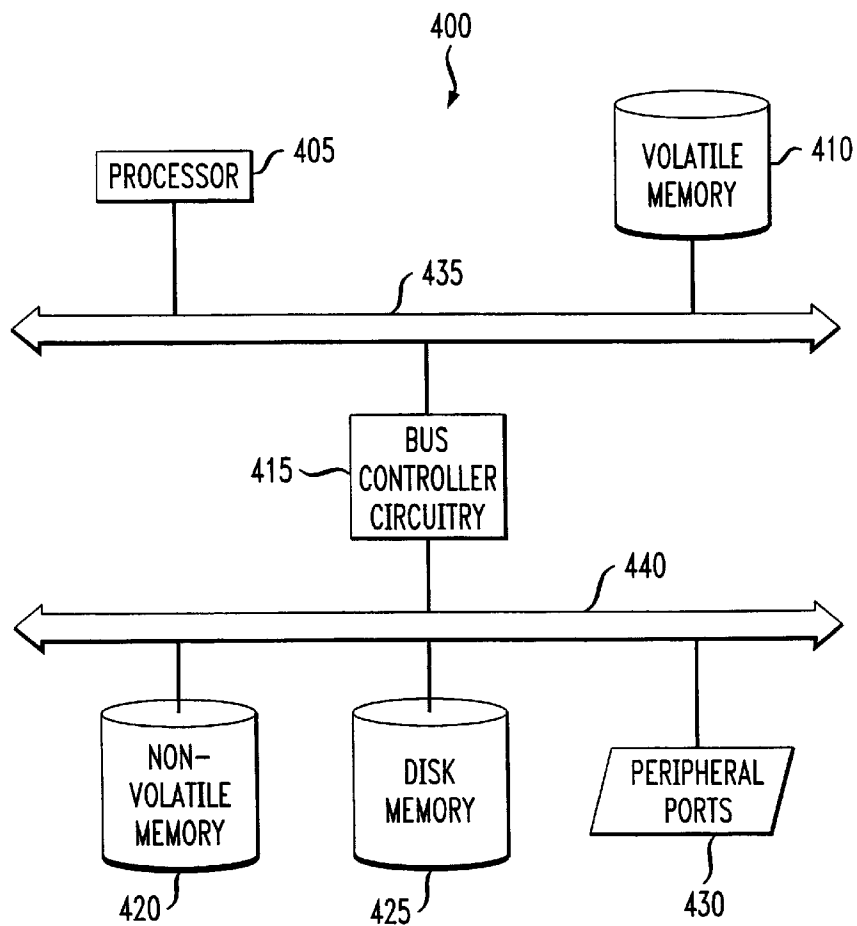 400
PROCESSOR
405
VOLATILE
MEMORY
410
435
BUS
CONTROLLER
CIRCUITRY
415
440
NON-
VOLATILE
MEMORY
420
DISK
MEMORY
425
PERIPHERAL
PORTS
430